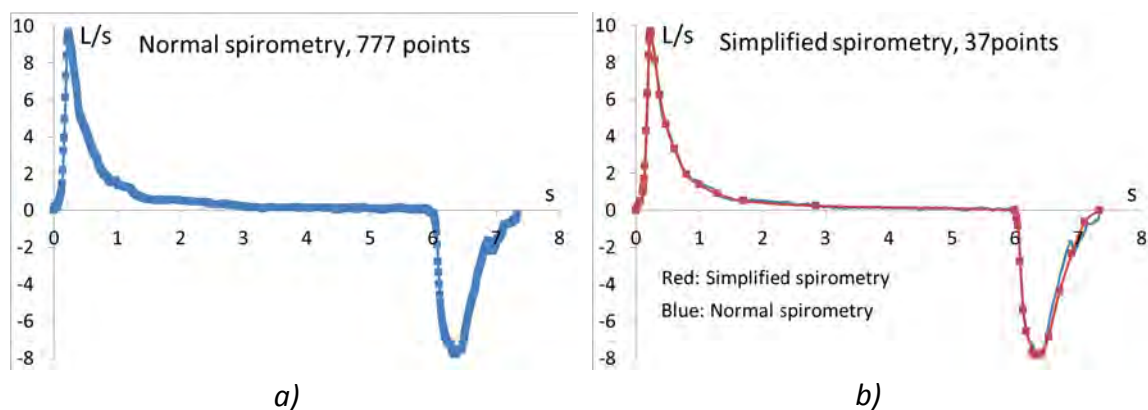 L/s
Normal spirometry, 777 points
10
8
6
4
2
0
-2
-4
-6
-8
0 1 2 3 4 5 6 7 8
s
a)
L/s
Simplified spirometry, 37points
10
8
6
4
2
0
-2
-4
-6
-8
0 1 2 3 4 5 6 7 8
s
Red: Simplified spirometry
Blue: Normal spirometry
b)